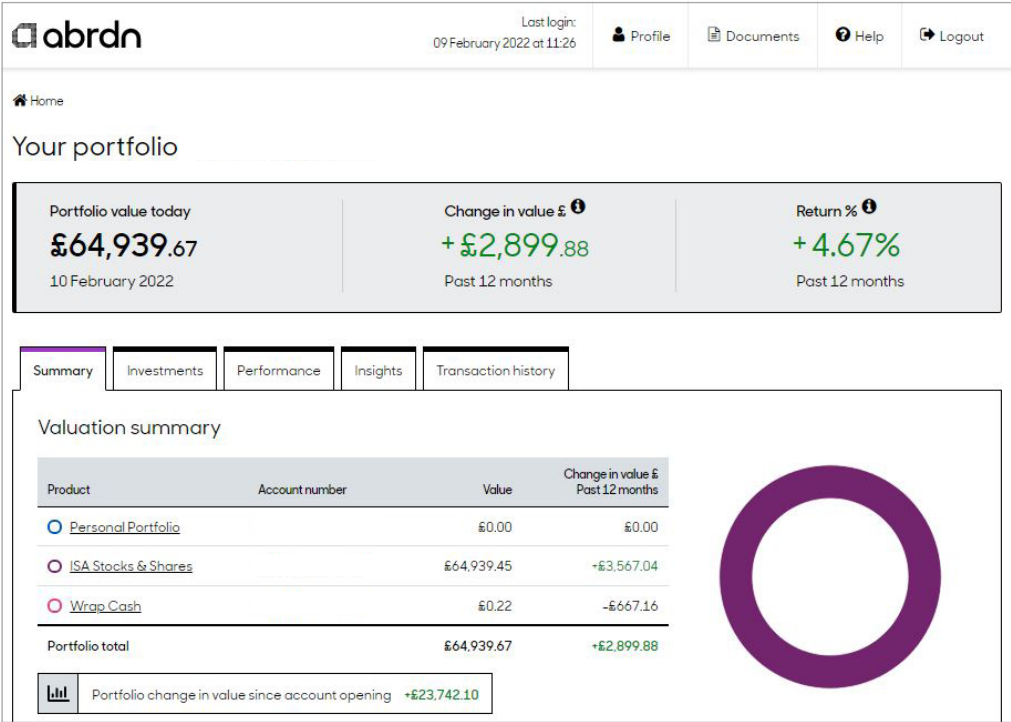 abrdn
Last login:
09 February 2022 at 11:26
Profile
Documents
Help
Logout
Home
Your portfolio
Portfolio value today
£64,939.67
10 February 2022
Change in value £
+£2,899.88
Past 12 months
Return %
+4.67%
Past 12 months
Summary
Investments
Performance
Insights
Transaction history
Valuation summary
Product Account number Value Change in value £ Past 12 months
Personal Portfolio £0.00 £0.00
ISA Stocks & Shares £64,939.45 +£3,567.04
Wrap Cash £0.22 -£667.16
Portfolio total £64,939.67 +£2,899.88
Portfolio change in value since account opening +£23,742.10